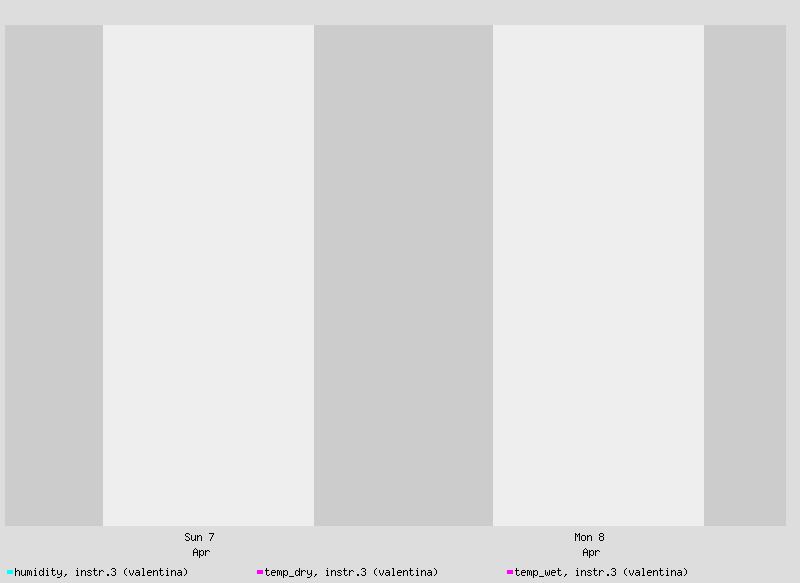 Sun 7 Mon 8
Apr Apr
humidity, instr.3 (valentina) temp_dry, instr.3 (valentina) temp_wet, instr.3 (valentina)